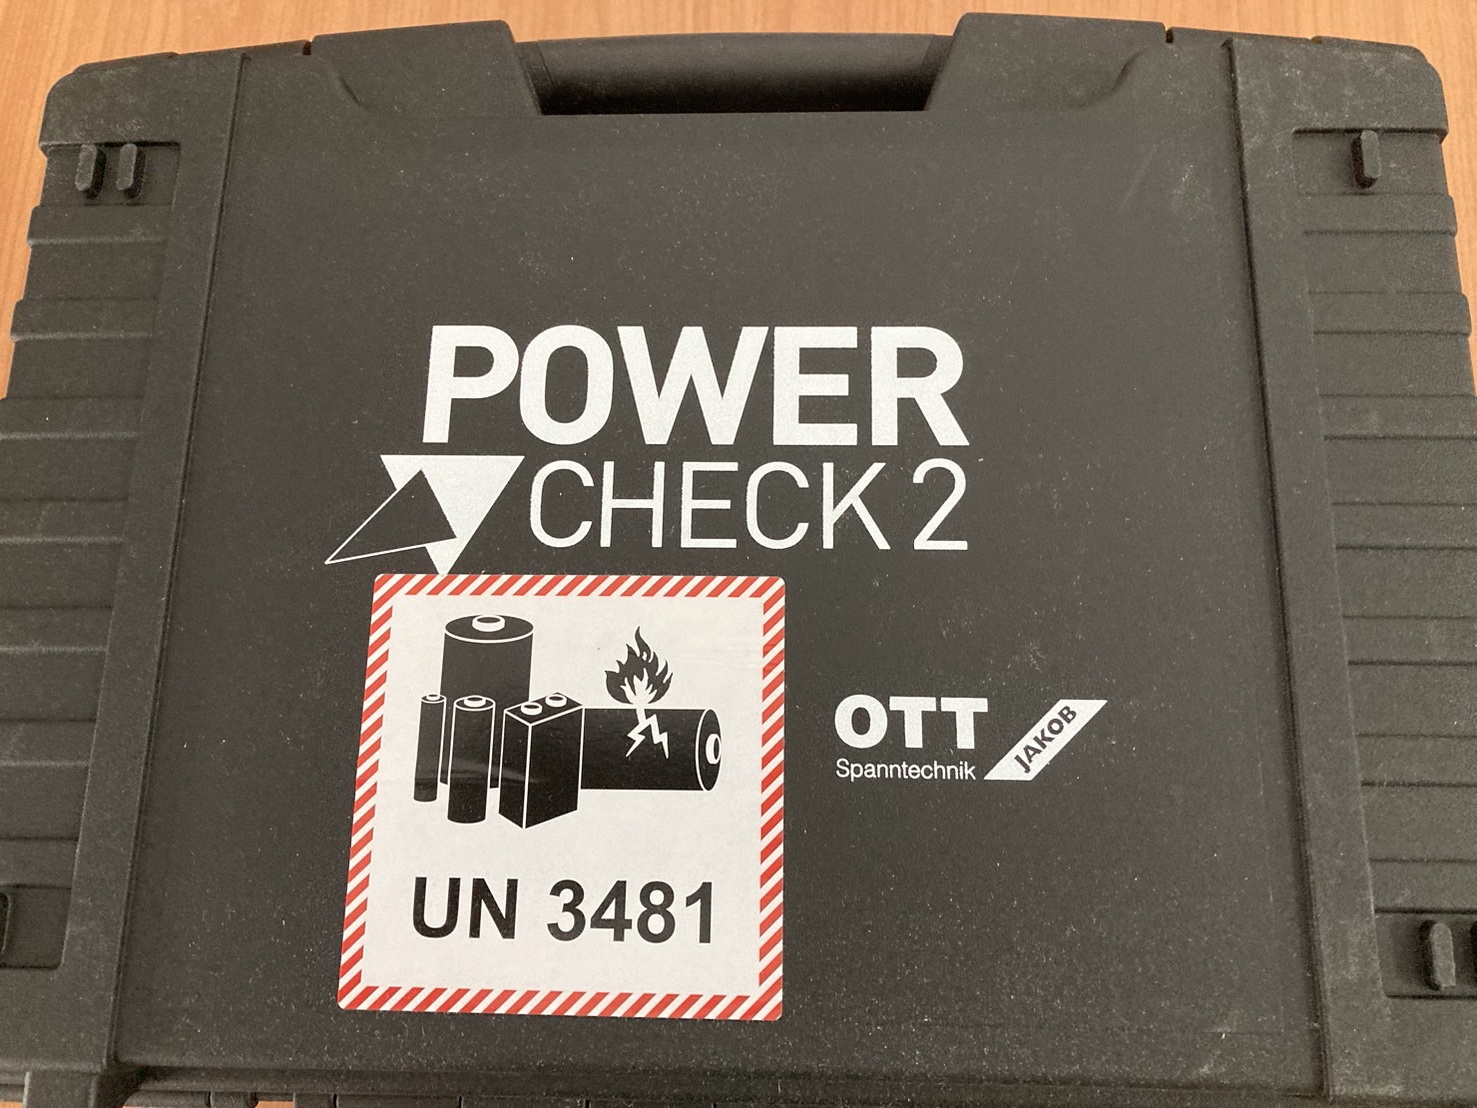 POWER
CHECK 2
OTT
Spanntechnik
JAKOB
UN 3481